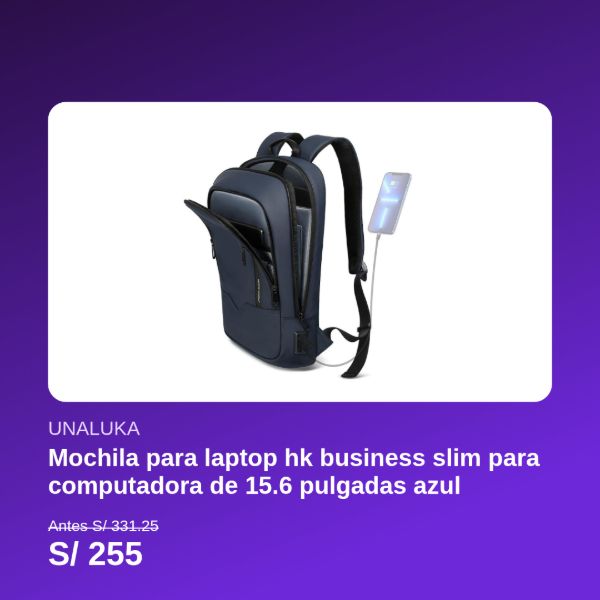 UNALUKA
Mochila para laptop hk business slim para
computadora de 15.6 pulgadas azul
Antes S/ 331.25
S/ 255